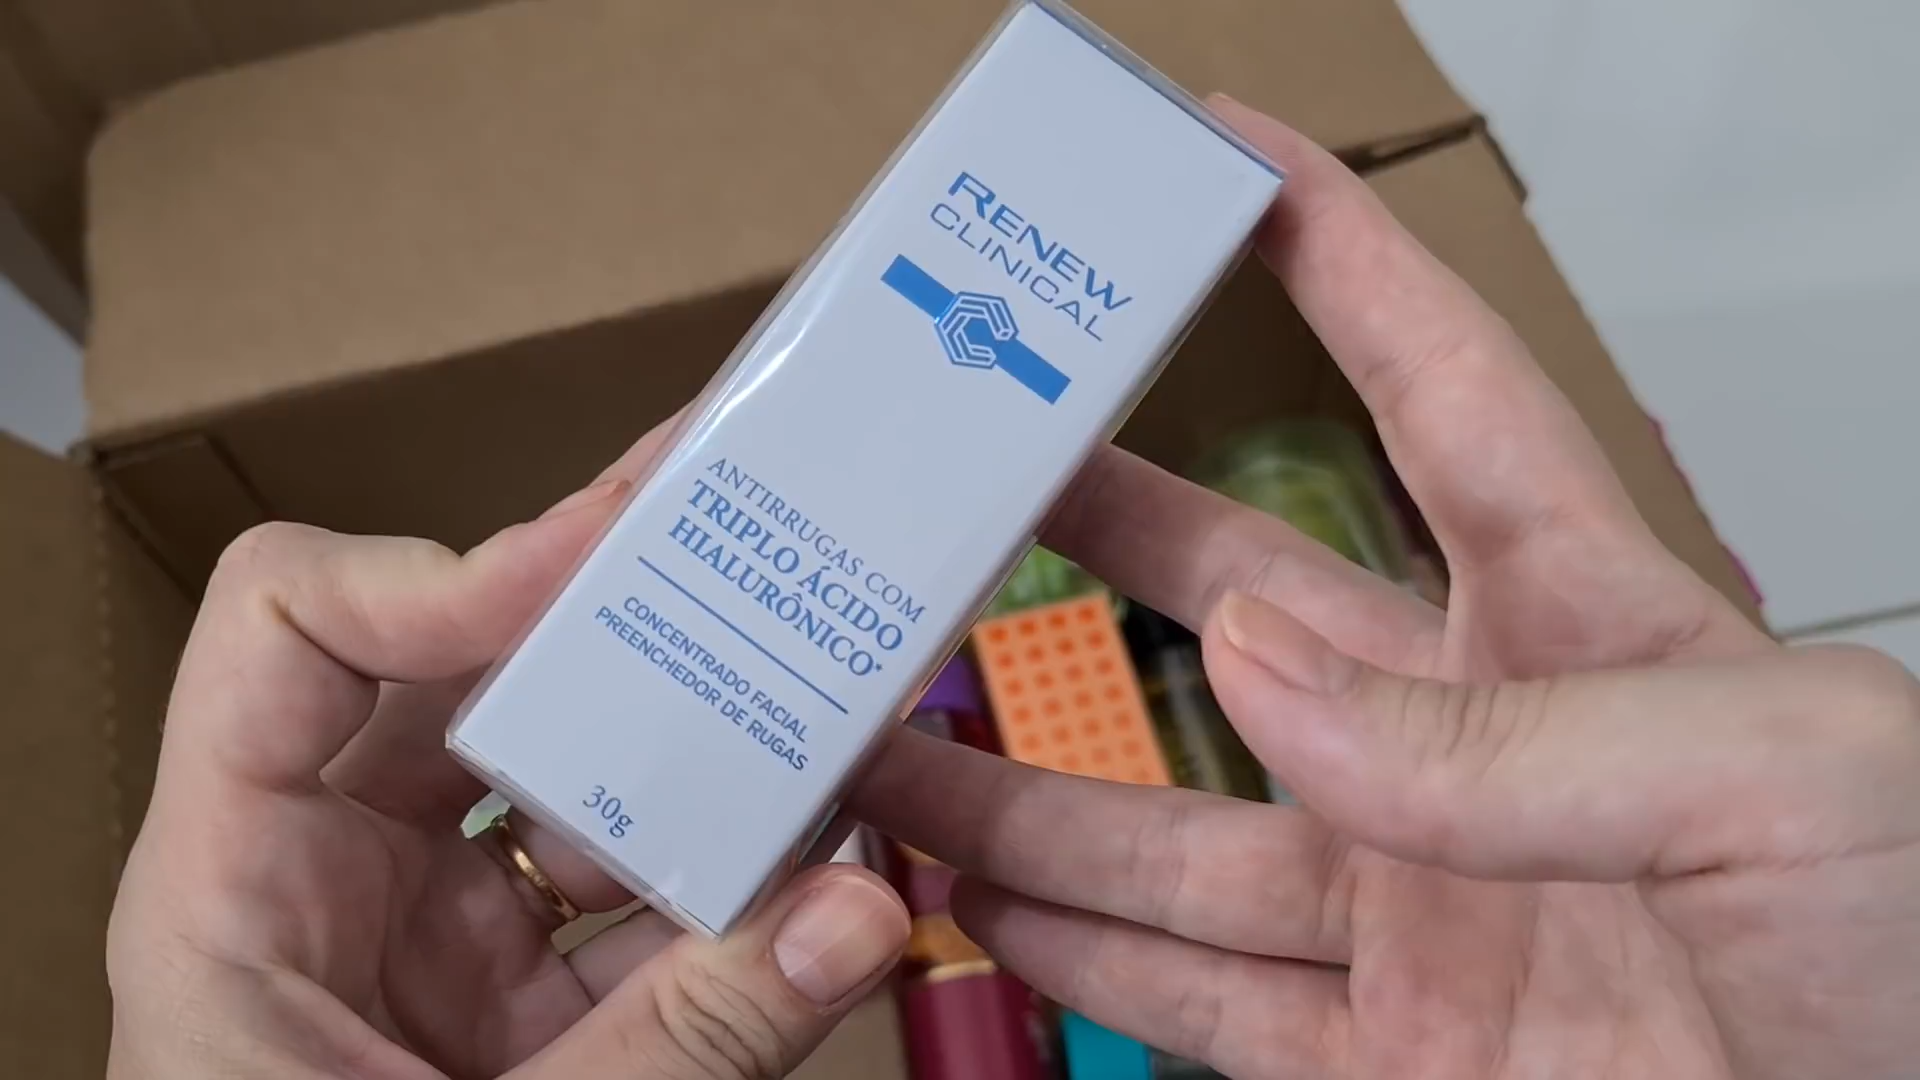 RENEW
CLINICAL
ANTIRRUGAS COM
TRIPLO ÁCIDO
HIALURÔNICO*
CONCENTRADO FACIAL
PREENCHEDOR DE RUGAS
30g